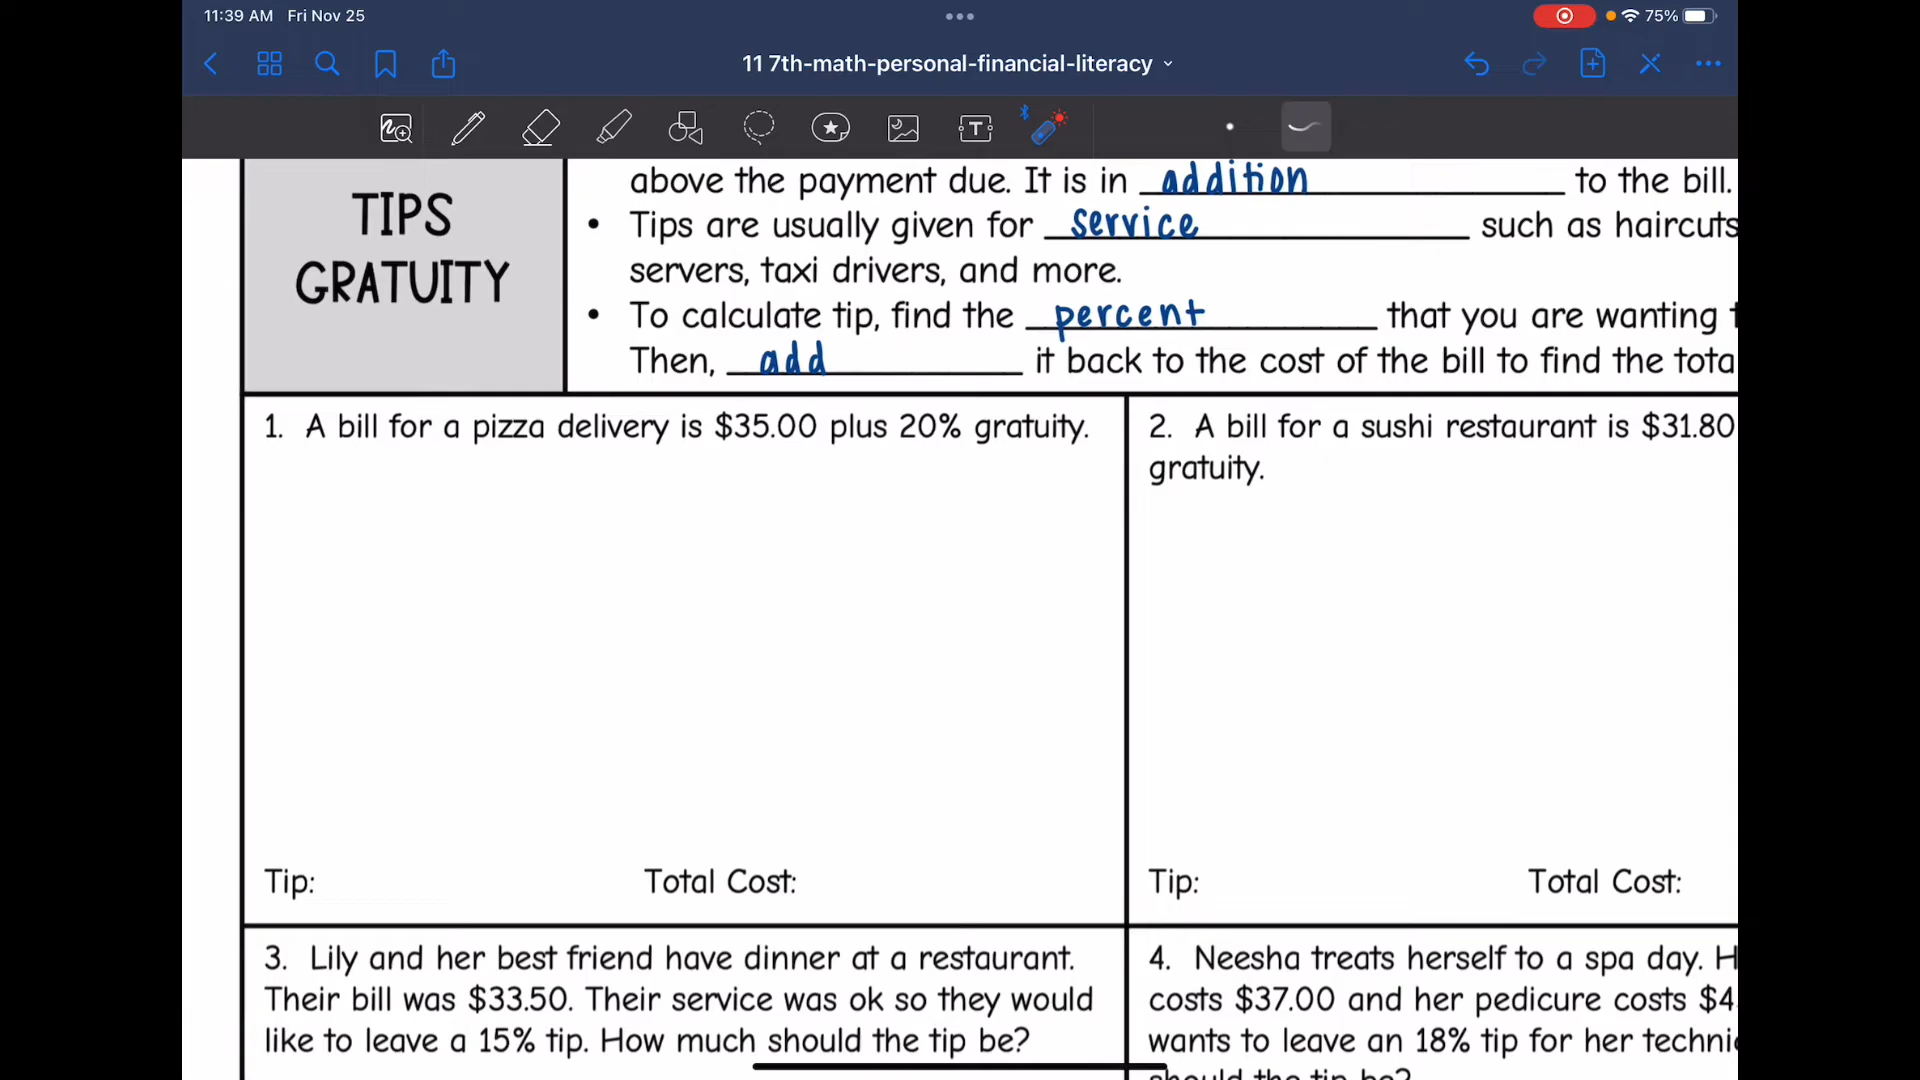 11:39 AM Fri Nov 25
75%
11 7th-math-personal-financial-literacy
TIPS
GRATUITY
above the payment due. It is in addition to the bill.
• Tips are usually given for service such as haircuts
servers, taxi drivers, and more.
• To calculate tip, find the percent that you are wanting
Then, add it back to the cost of the bill to find the
1. A bill for a pizza delivery is $35.00 plus 20% gratuity.
Tip: Total Cost:
2. A bill for a sushi restaurant is $31.80
gratuity.
Tip: Total Cost:
3. Lily and her best friend have dinner at a restaurant.
Their bill was $33.50. Their service was ok so they would
like to leave a 15% tip. How much should the tip be?
4. Neesha treats herself to a spa day.
costs $37.00 and her pedicure costs
wants to leave an 18% tip for her
should the tip be?